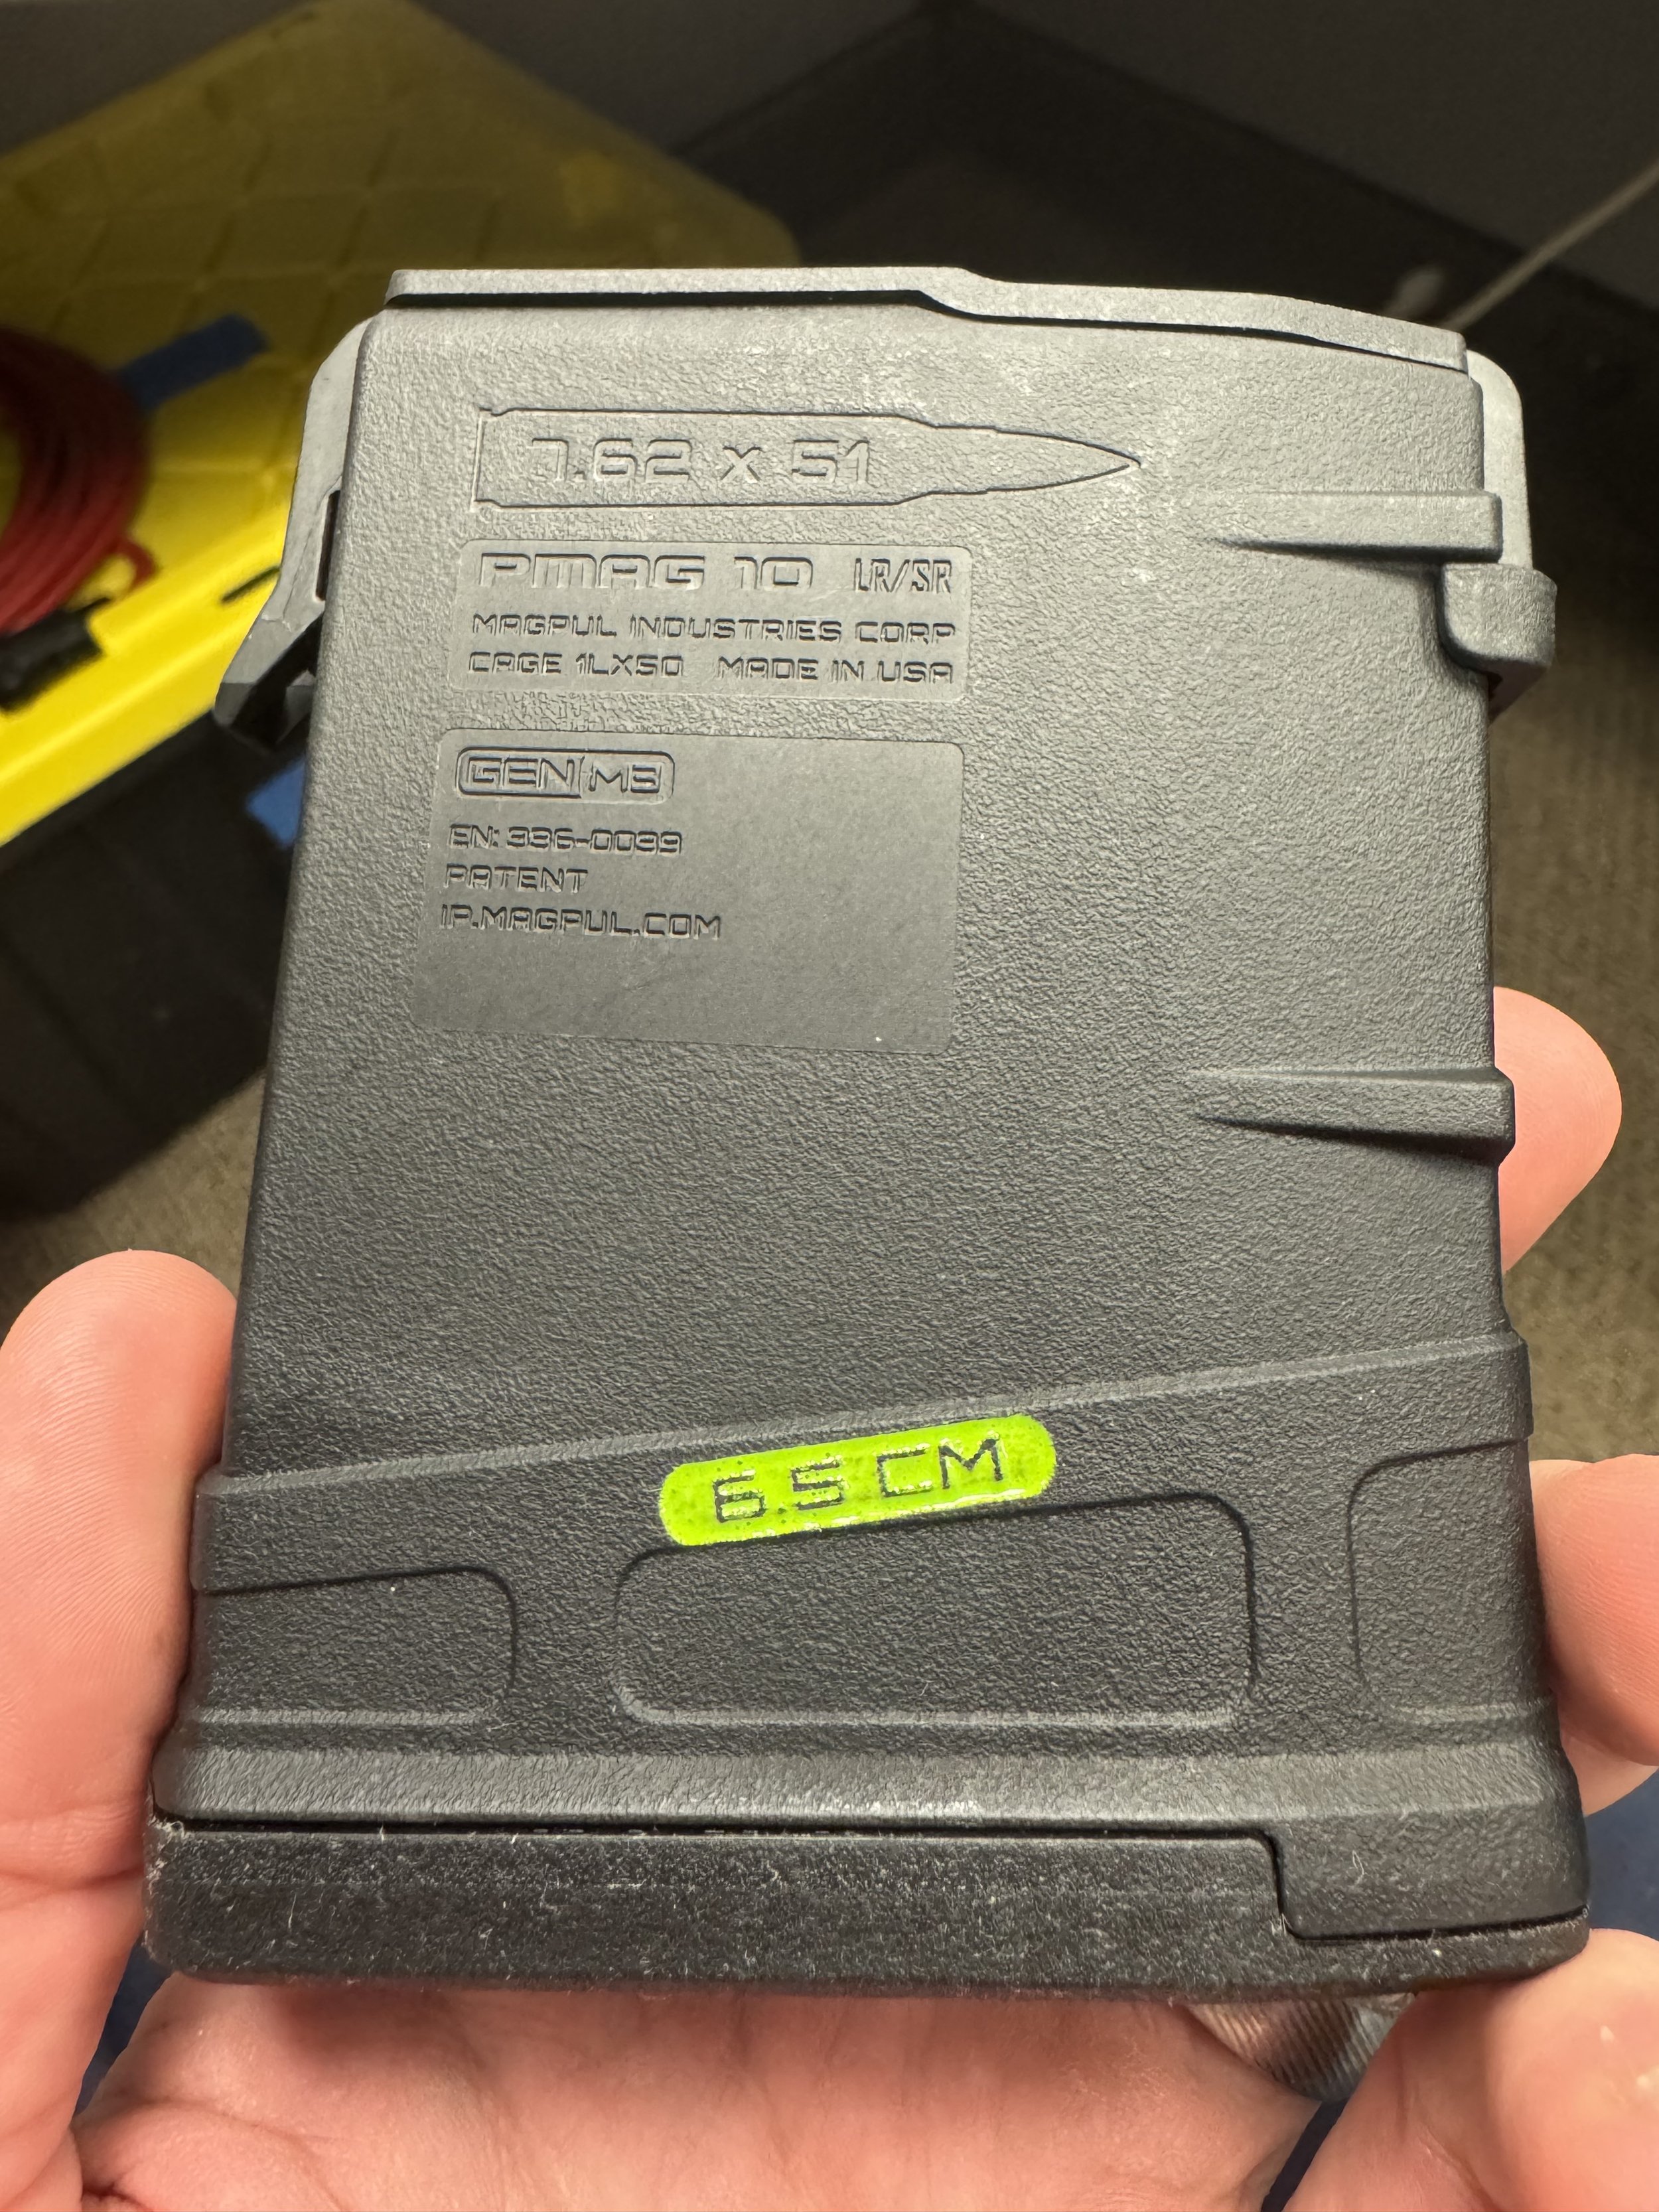 7.62 x 51
PMAG 10 LR/SR
MAGPUL INDUSTRIES CORP
CAGE 1LX50 MADE IN USA
GEN M3
EN: 336-0099
PATENT
IP.MAGPUL.COM
6.5 CM